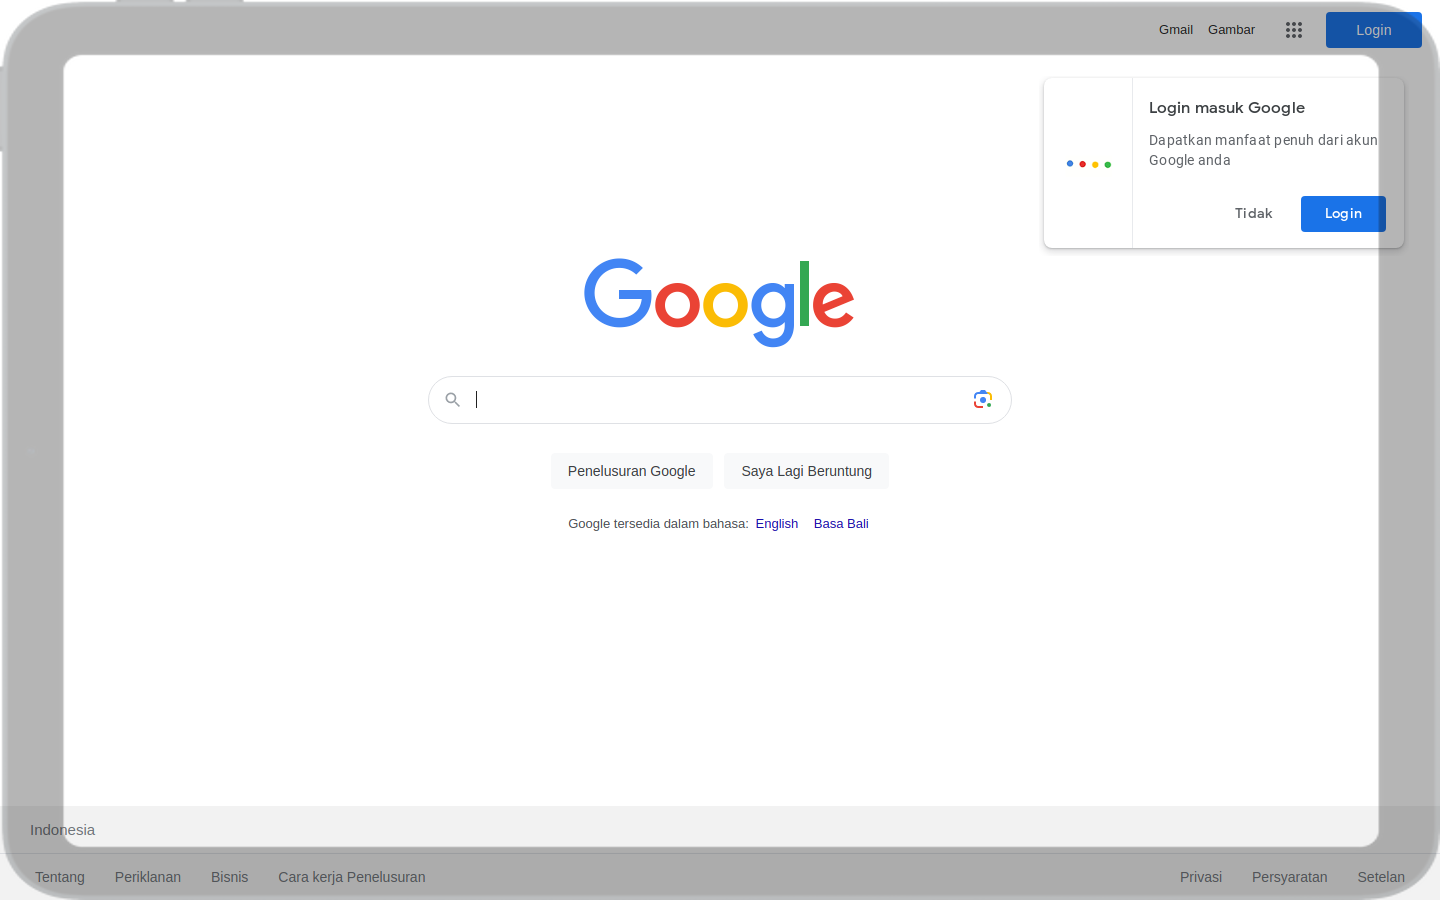 Gmail Gambar Login
Login masuk Google
Dapatkan manfaat penuh dari akun
Google anda
Tidak Login
Google
Penelusuran Google Saya Lagi Beruntung
Google tersedia dalam bahasa: English Basa Bali
Indonesia
Tentang Periklanan Bisnis Cara kerja Penelusuran Privasi Persyaratan Setelan